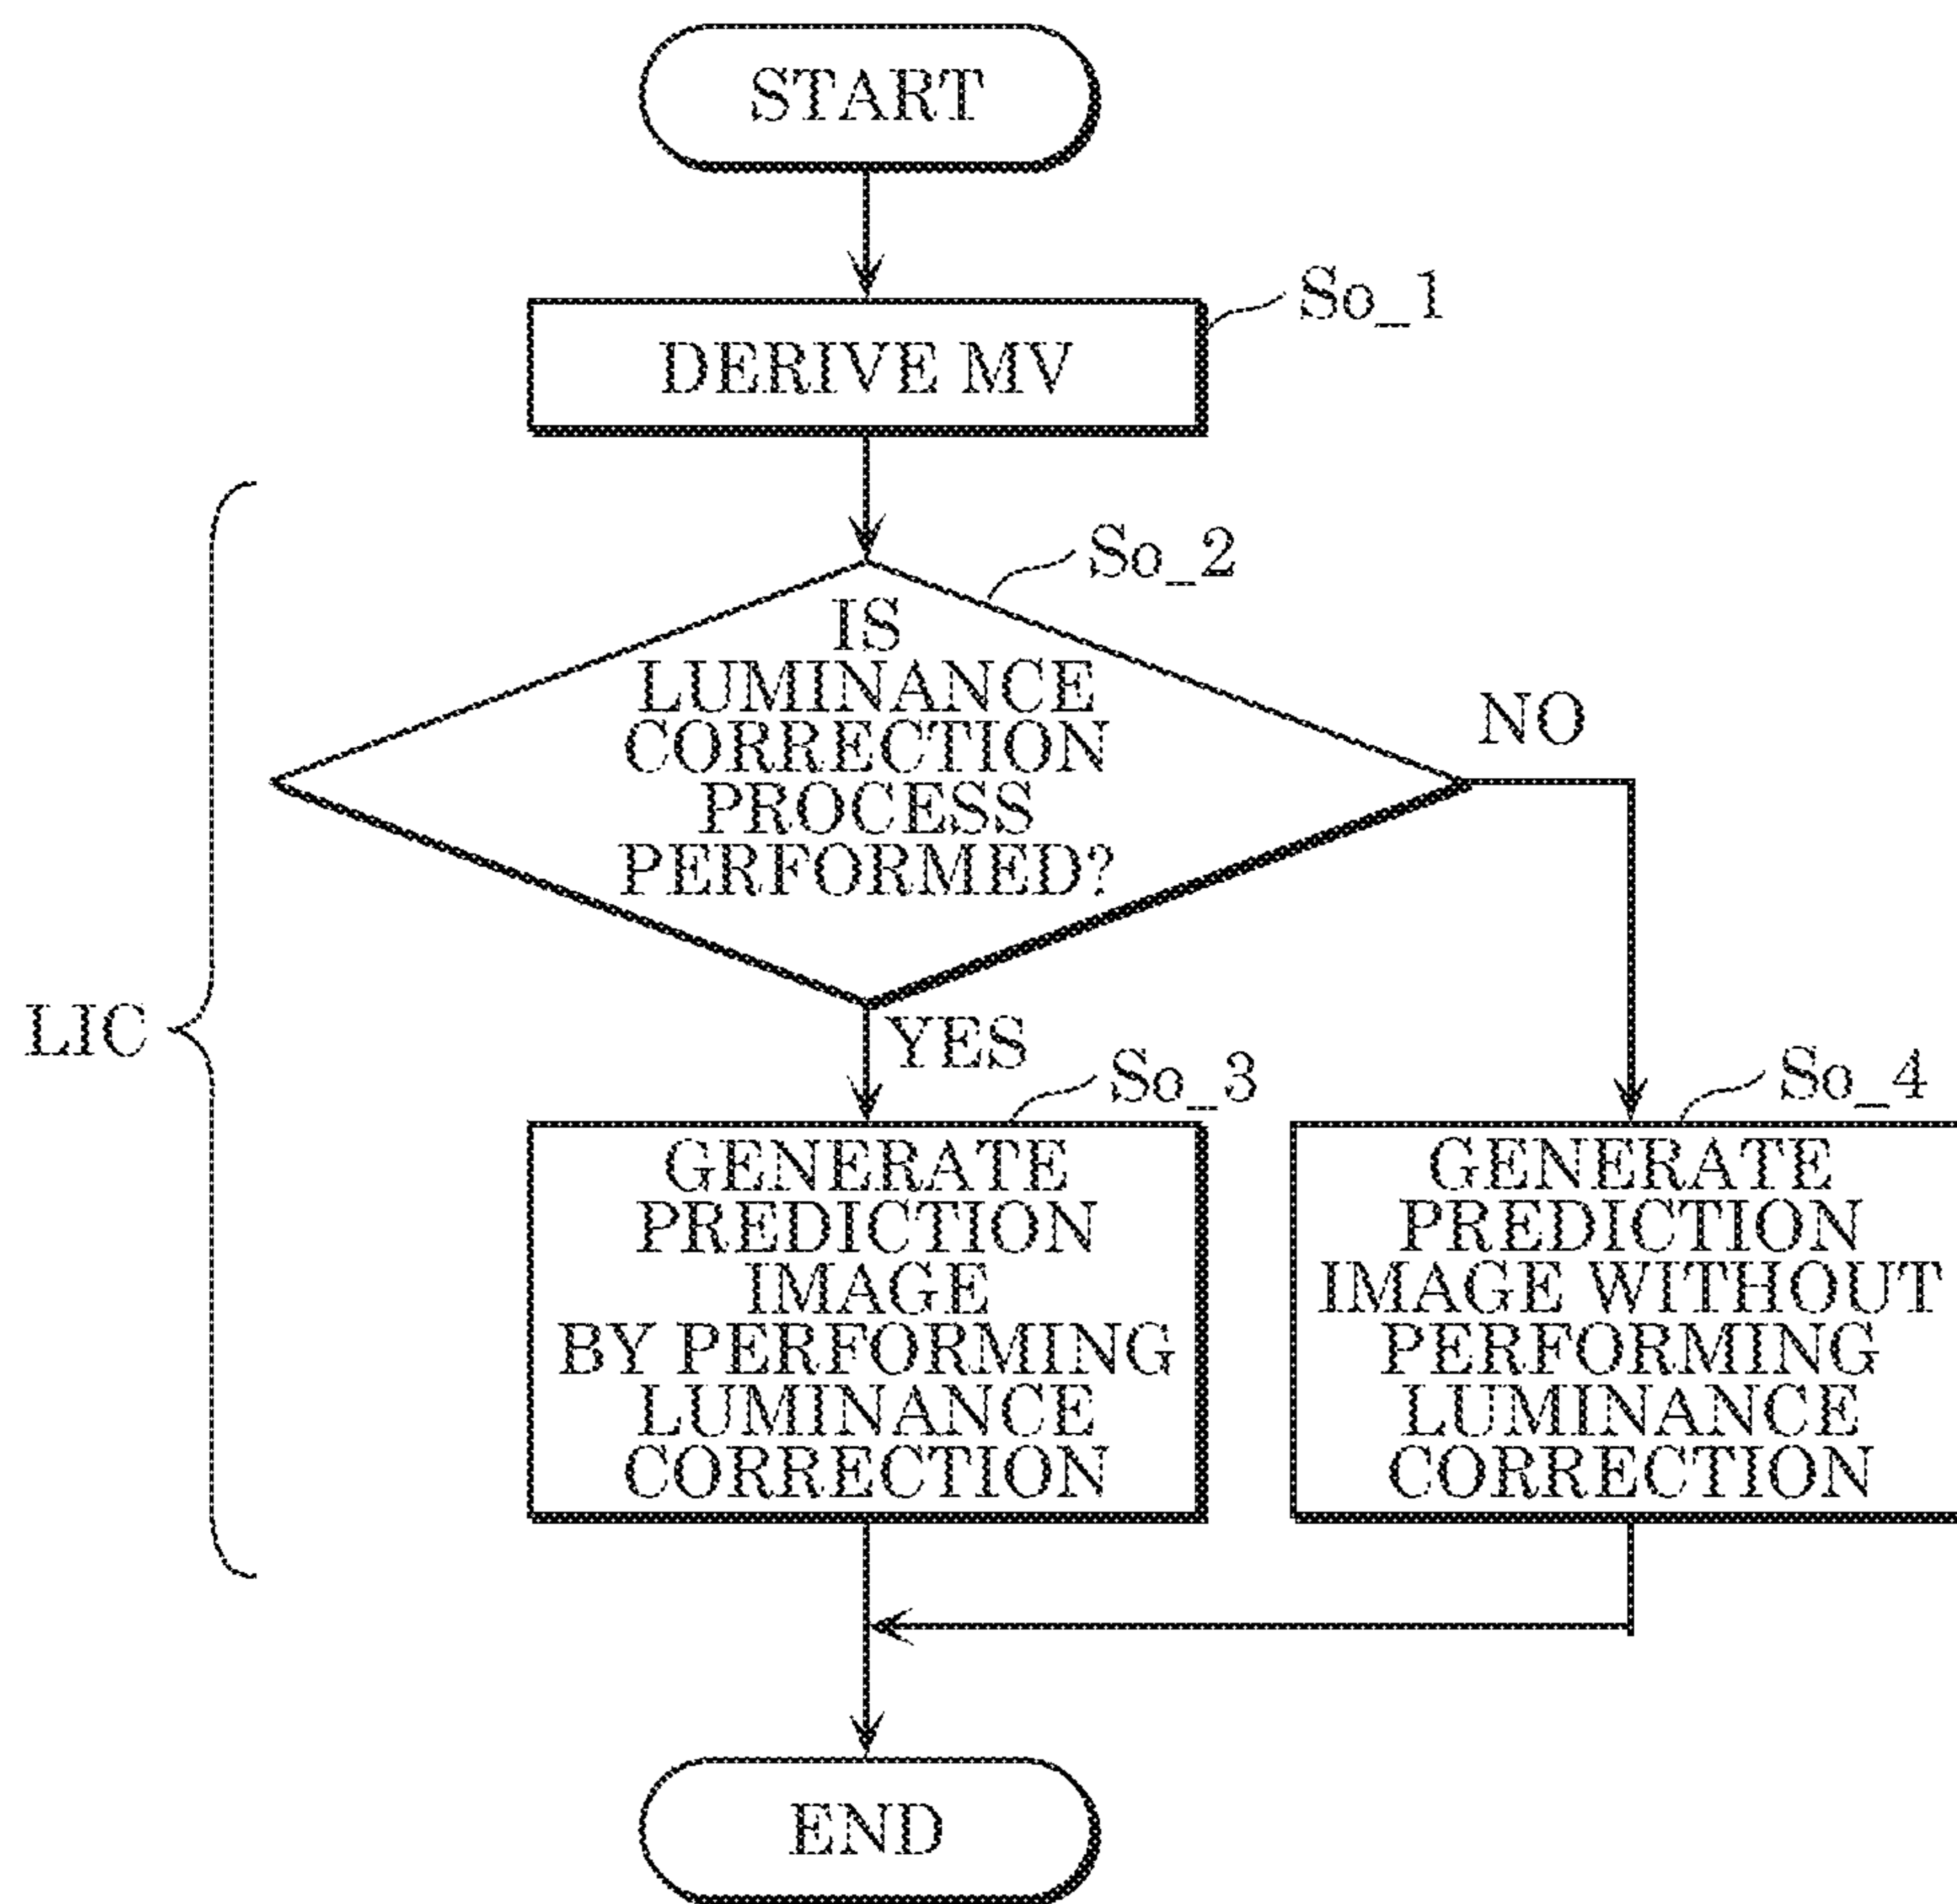 START
DERIVE MV
So_1
So_2
IS
LUMINANCE
CORRECTION
PROCESS
PERFORMED?
NO
LIC
YES
So_3
So_4
GENERATE
PREDICTION
IMAGE
BY PERFORMING
LUMINANCE
CORRECTION
GENERATE
PREDICTION
IMAGE WITHOUT
PERFORMING
LUMINANCE
CORRECTION
END